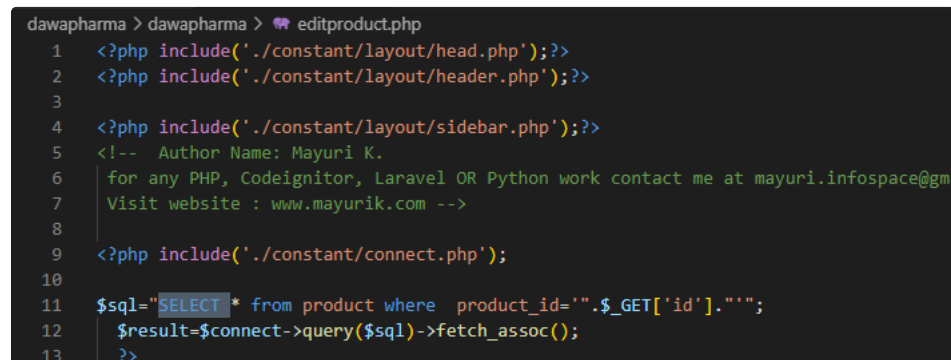 dawapharma > dawapharma > editproduct.php
1 <?php include('./constant/layout/head.php');?>
2 <?php include('./constant/layout/header.php');?>
3
4 <?php include('./constant/layout/sidebar.php');?>
5 <!--  Author Name: Mayuri K.
6  for any PHP, Codeignitor, Laravel OR Python work contact me at mayuri.infospace@gm
7  Visit website : www.mayurik.com -->
8
9 <?php include('./constant/connect.php');
10
11 $sql="SELECT * from product where  product_id='".$_GET['id']."'";
12   $result=$connect->query($sql)->fetch_assoc();
13   ?>